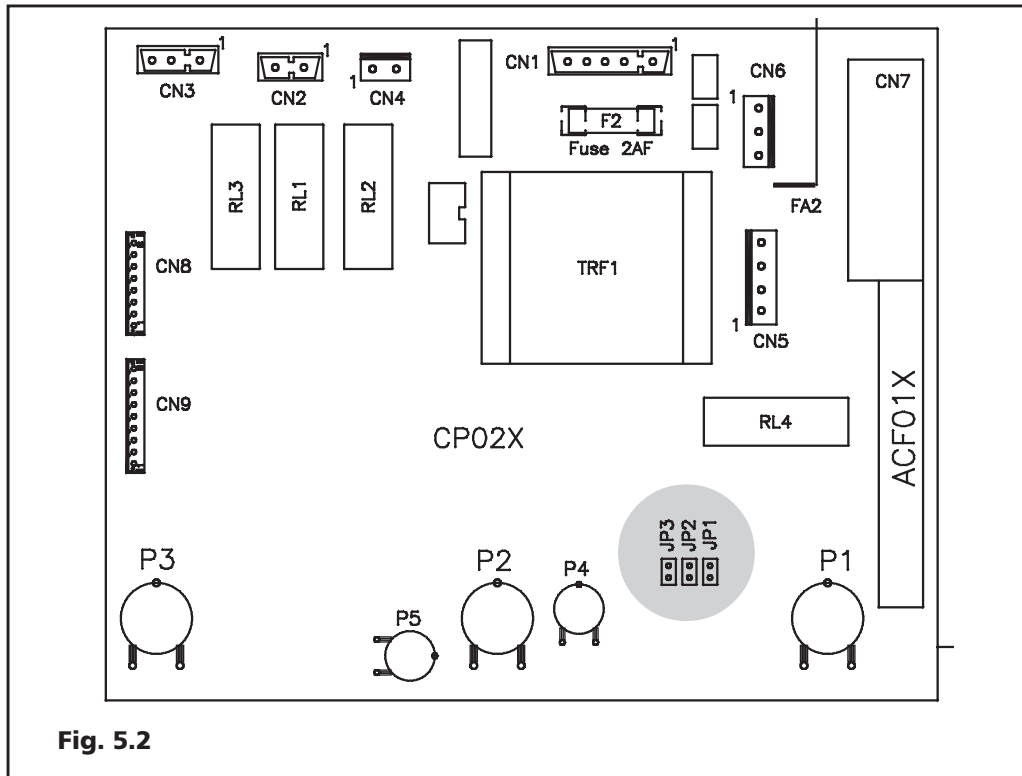 1
CN3
CN2
1
CN4
CN1
1
F2
Fuse 2AF
CN6
1
CN7
FA2
RL3
RL1
RL2
TRF1
CN8
CN5
1
CN9
CP02X
RL4
ACF01X
JP3
JP2
JP1
P3
P2
P4
P5
P1
Fig. 5.2